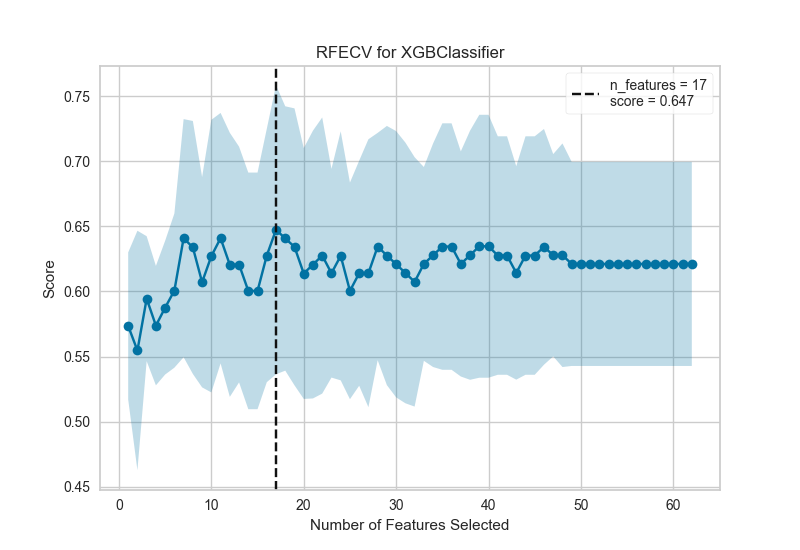 RFECV for XGBClassifier
n_features = 17
score = 0.647
0.75
0.70
0.65
0.60
0.55
0.50
0.45
Score
0 10 20 30 40 50 60
Number of Features Selected